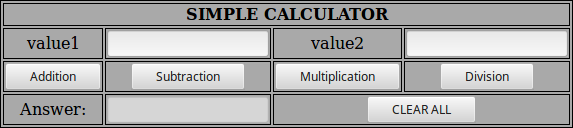 SIMPLE CALCULATOR
value1 value2
Addition Subtraction Multiplication Division
Answer: CLEAR ALL